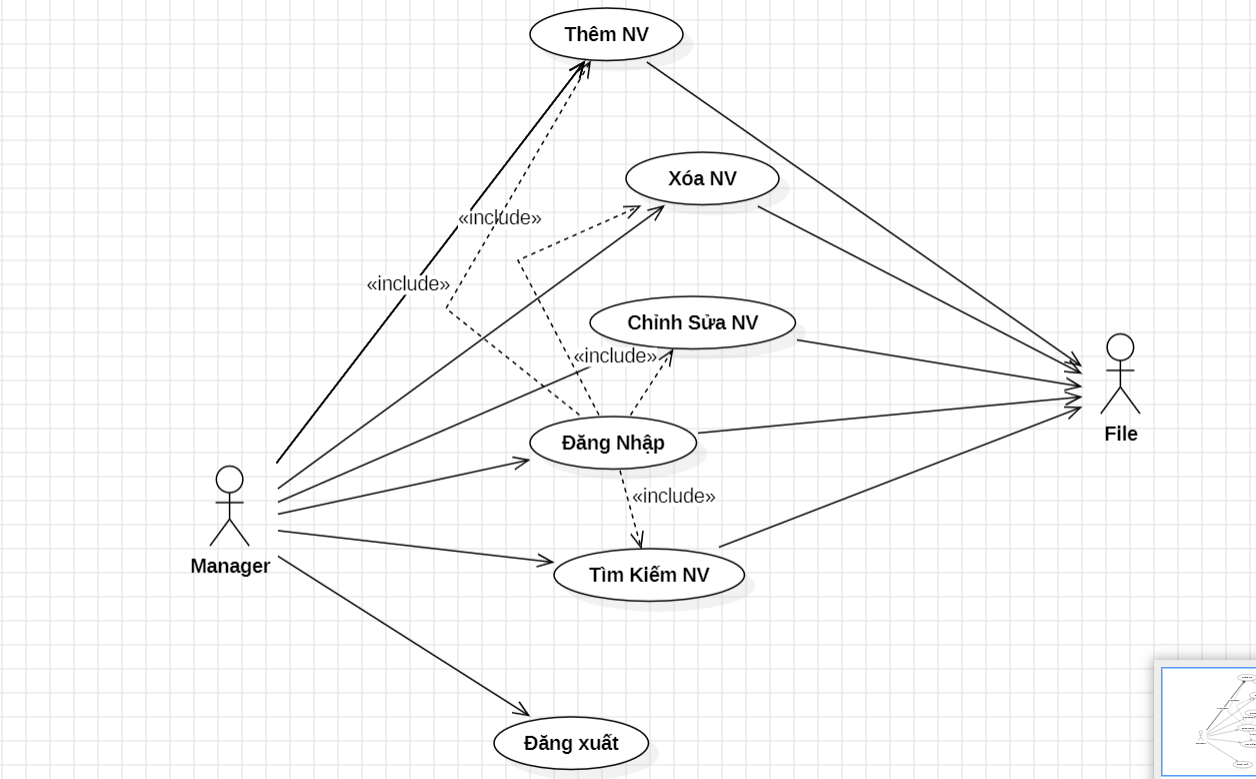 Thêm NV
Xóa NV
«include»
«include»
Chỉnh Sửa NV
«include»
File
Đăng Nhập
«include»
Manager
Tìm Kiếm NV
Đăng xuất